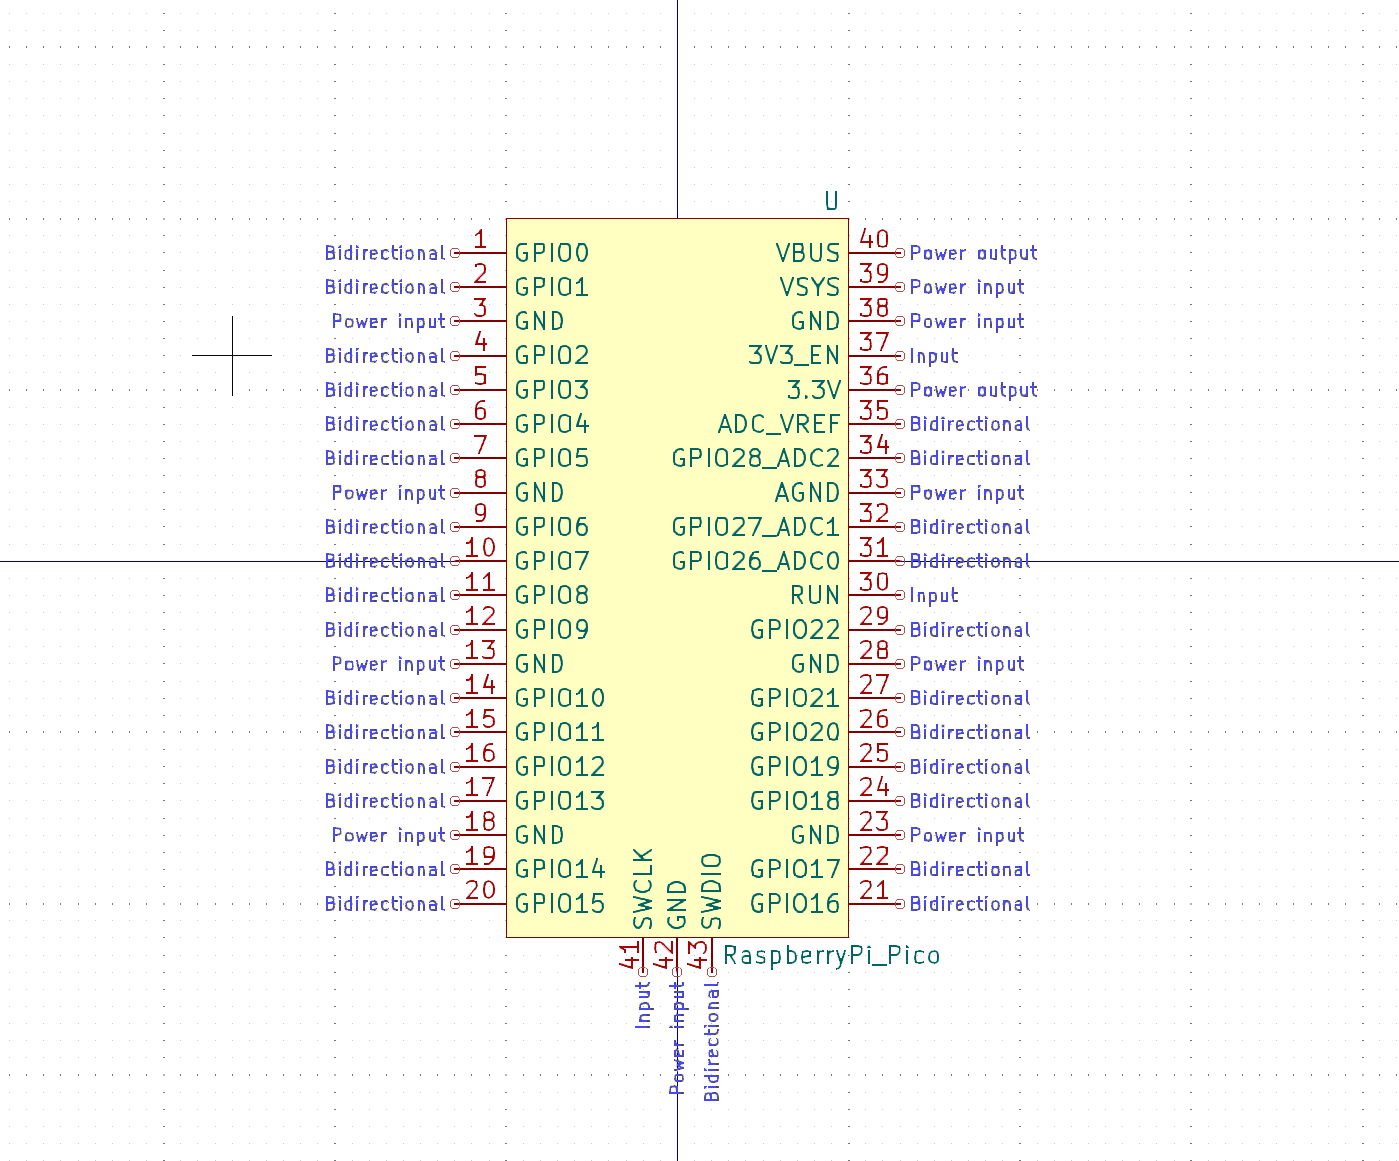 U
Bidirectional 1 GPIO0 VBUS 40 Power output
Bidirectional 2 GPIO1 VSYS 39 Power input
Power input 3 GND GND 38 Power input
Bidirectional 4 GPIO2 3V3_EN 37 Input
Bidirectional 5 GPIO3 3.3V 36 Power output
Bidirectional 6 GPIO4 ADC_VREF 35 Bidirectional
Bidirectional 7 GPIO5 GPIO28_ADC2 34 Bidirectional
Power input 8 GND AGND 33 Power input
Bidirectional 9 GPIO6 GPIO27_ADC1 32 Bidirectional
Bidirectional 10 GPIO7 GPIO26_ADC0 31 Bidirectional
Bidirectional 11 GPIO8 RUN 30 Input
Bidirectional 12 GPIO9 GPIO22 29 Bidirectional
Power input 13 GND GND 28 Power input
Bidirectional 14 GPIO10 GPIO21 27 Bidirectional
Bidirectional 15 GPIO11 GPIO20 26 Bidirectional
Bidirectional 16 GPIO12 GPIO19 25 Bidirectional
Bidirectional 17 GPIO13 GPIO18 24 Bidirectional
Power input 18 GND GND 23 Power input
Bidirectional 19 GPIO14 GPIO17 22 Bidirectional
Bidirectional 20 GPIO15 GPIO16 21 Bidirectional
SWCLK 41 Input
GND 42 Power input
SWDIO 43 Bidirectional
RaspberryPi_Pico